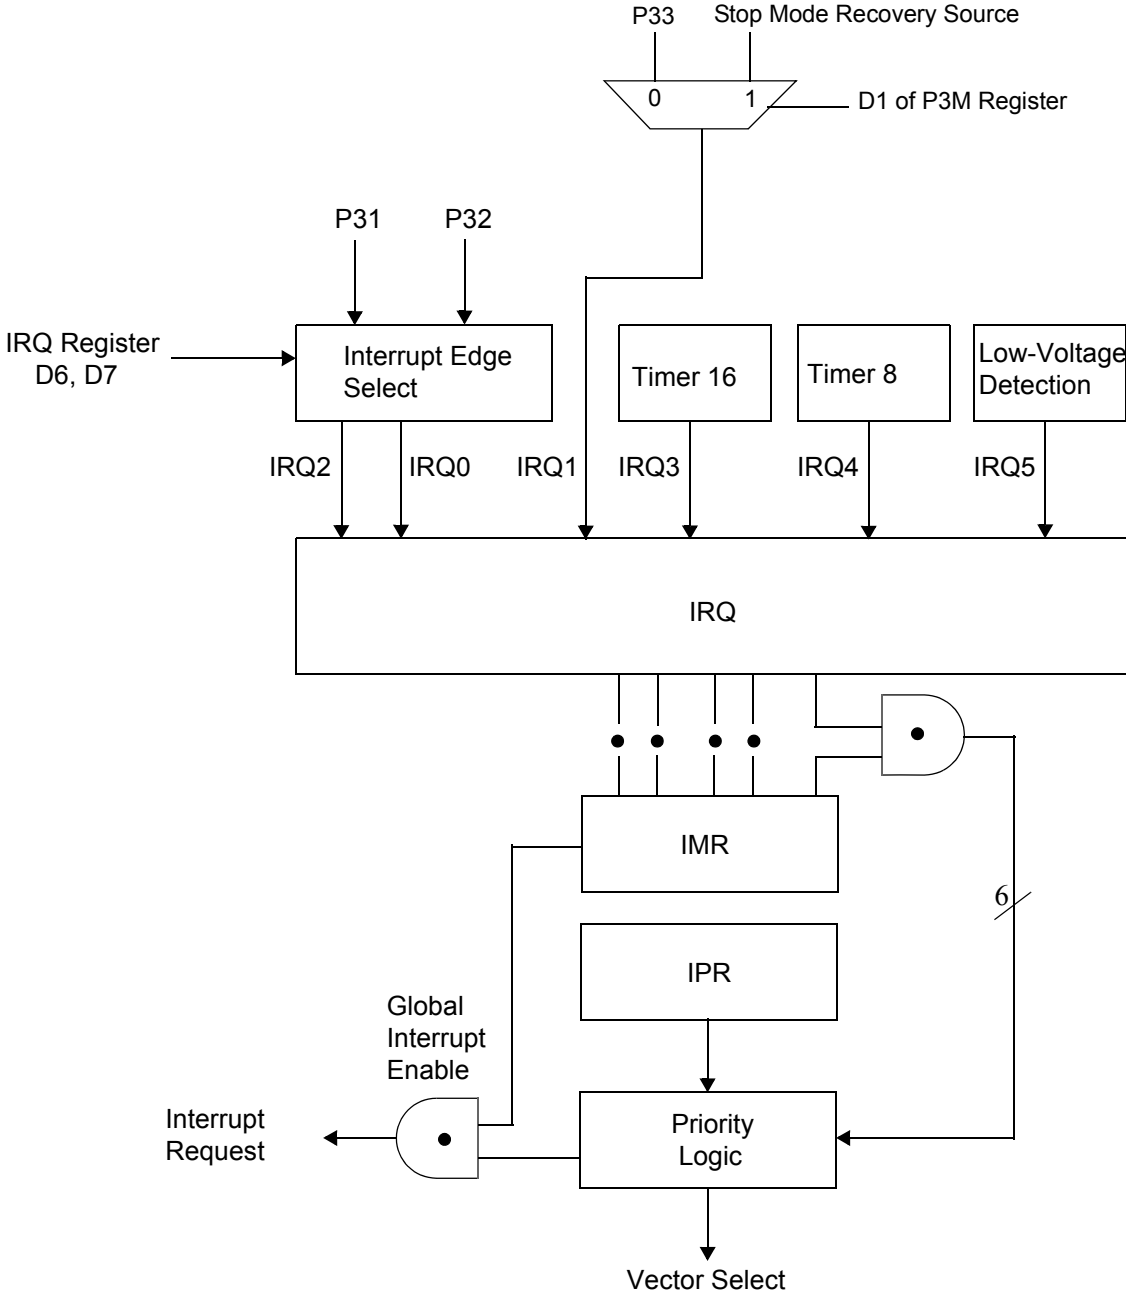 P33 Stop Mode Recovery Source
0 1
D1 of P3M Register
P31 P32
IRQ Register
D6, D7
Interrupt Edge
Select
Timer 16
Timer 8
Low-Voltage
Detection
IRQ2 IRQ0 IRQ1 IRQ3 IRQ4 IRQ5
IRQ
IMR
6
IPR
Global
Interrupt
Enable
Interrupt
Request
Priority
Logic
Vector Select